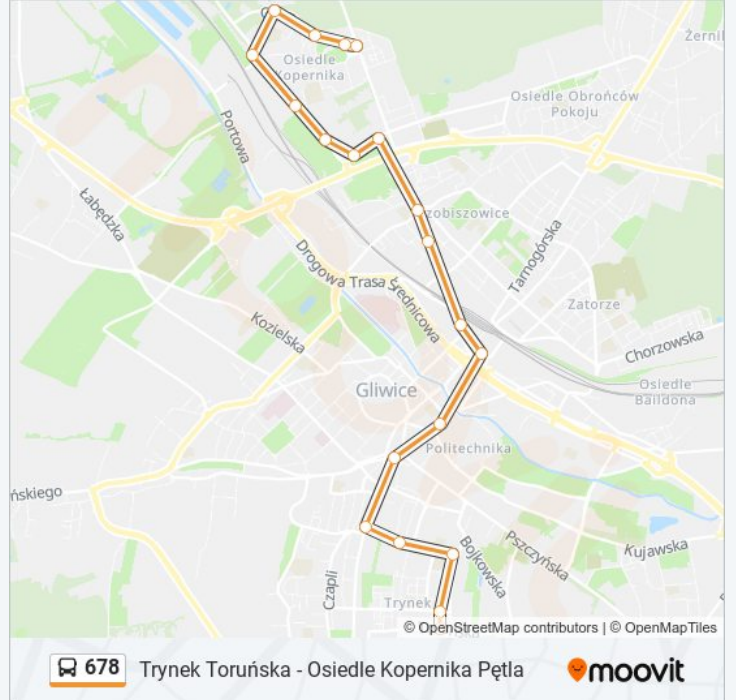 Osiedle
Kopernika
Żernik
Osiedle Obrońców
Pokoju
Portowa
Łabędzka
zobiszowice
Tarnogórska
Drogowa Trasa Średnicowa
Zatorze
Kozielska
Chorzowska
Gliwice
Osiedle
Baildona
Politechnika
ńskiego
Pszczyńska
Bojkowska
Kujawska
Czapli
Trynek
© OpenStreetMap contributors | © OpenMapTiles
678 Trynek Toruńska - Osiedle Kopernika Pętla moovit